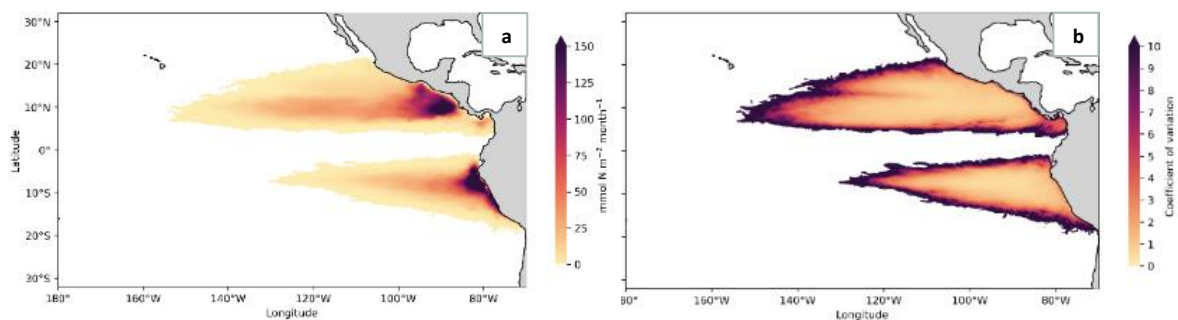 a
30°N
20°N
10°N
0°
10°S
20°S
30°S
Latitude
180°
160°W
140°W
120°W
100°W
80°W
Longitude
150
125
100
75
50
25
0
mmol N m⁻² month⁻¹
b
80°
160°W
140°W
120°W
100°W
80°W
Longitude
10
9
8
7
6
5
4
3
2
1
0
Coefficient of variation